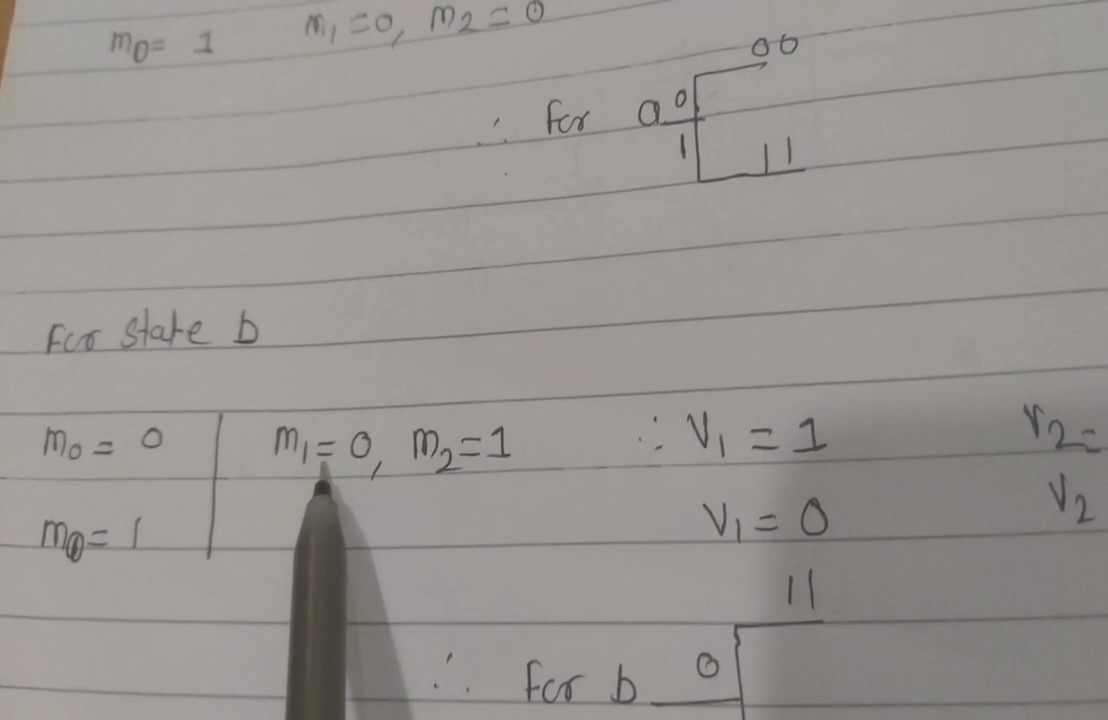 m0= 1 m1=0, m2=0
00
∴ for a 0
1 11
For state b
m0= 0 m1=0, m2=1 ∴ V1=1 V2=
m0= 1 V1=0 V2
11
∴ for b 0